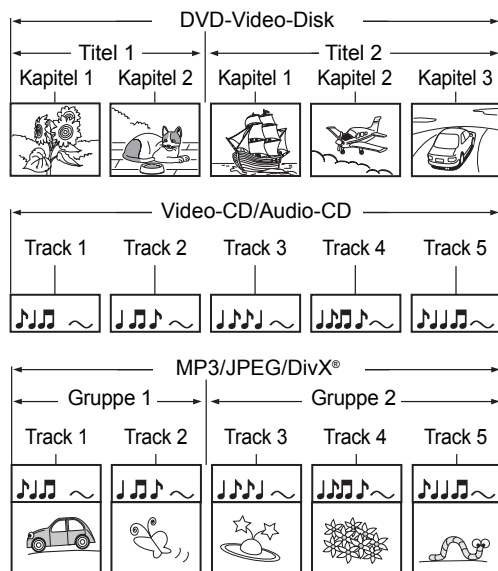 DVD-Video-Disk
Titel 1 Titel 2
Kapitel 1 Kapitel 2 Kapitel 1 Kapitel 2 Kapitel 3
Video-CD/Audio-CD
Track 1 Track 2 Track 3 Track 4 Track 5
MP3/JPEG/DivX®
Gruppe 1 Gruppe 2
Track 1 Track 2 Track 3 Track 4 Track 5